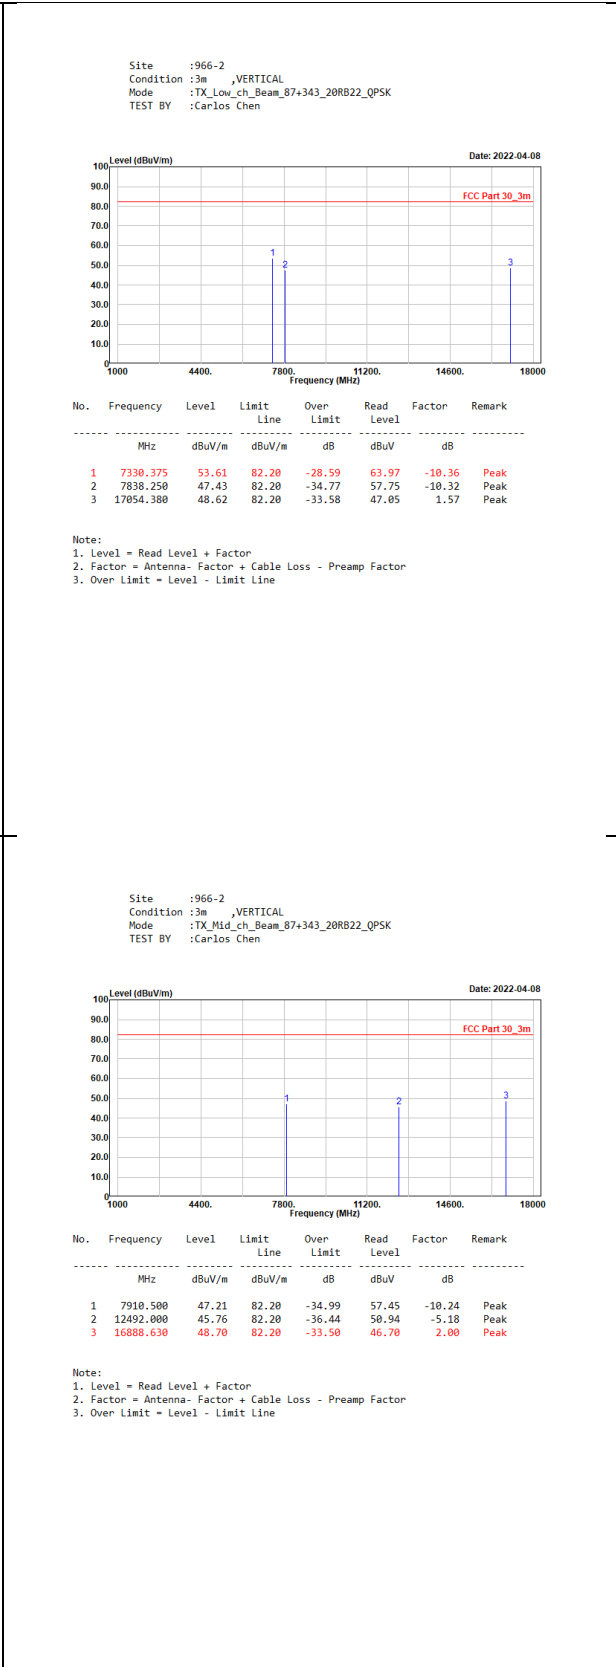 Site      :966-2
Condition :3m    ,VERTICAL
Mode      :TX_Low_ch_Beam_87+343_20RB22_QPSK
TEST BY   :Carlos Chen
Level (dBuV/m) Date: 2022-04-08
100
90.0
FCC Part 30_3m
80.0
70.0
60.0
50.0
40.0
30.0
20.0
10.0
0
1 2 3
1000 4400. 7800. 11200. 14600. 18000
Frequency (MHz)
No.   Frequency   Level   Limit   Over   Read   Factor   Remark
Line   Limit   Level
------ ----------- -------- --------- --------- --------- -------- ---------
MHz   dBuV/m   dBuV/m   dB   dBuV   dB
1   7330.375   53.61   82.20   -28.59   63.97   -10.36   Peak
2   7838.250   47.43   82.20   -34.77   57.75   -10.32   Peak
3   17054.380   48.62   82.20   -33.58   47.05   1.57   Peak
Note:
1. Level = Read Level + Factor
2. Factor = Antenna- Factor + Cable Loss - Preamp Factor
3. Over Limit = Level - Limit Line
Site      :966-2
Condition :3m    ,VERTICAL
Mode      :TX_Mid_ch_Beam_87+343_20RB22_QPSK
TEST BY   :Carlos Chen
Level (dBuV/m) Date: 2022-04-08
100
90.0
FCC Part 30_3m
80.0
70.0
60.0
50.0
40.0
30.0
20.0
10.0
0
1 2 3
1000 4400. 7800. 11200. 14600. 18000
Frequency (MHz)
No.   Frequency   Level   Limit   Over   Read   Factor   Remark
Line   Limit   Level
------ ----------- -------- --------- --------- --------- -------- ---------
MHz   dBuV/m   dBuV/m   dB   dBuV   dB
1   7910.500   47.21   82.20   -34.99   57.45   -10.24   Peak
2   12492.000   45.76   82.20   -36.44   50.94   -5.18   Peak
3   16888.630   48.70   82.20   -33.50   46.70   2.00   Peak
Note:
1. Level = Read Level + Factor
2. Factor = Antenna- Factor + Cable Loss - Preamp Factor
3. Over Limit = Level - Limit Line